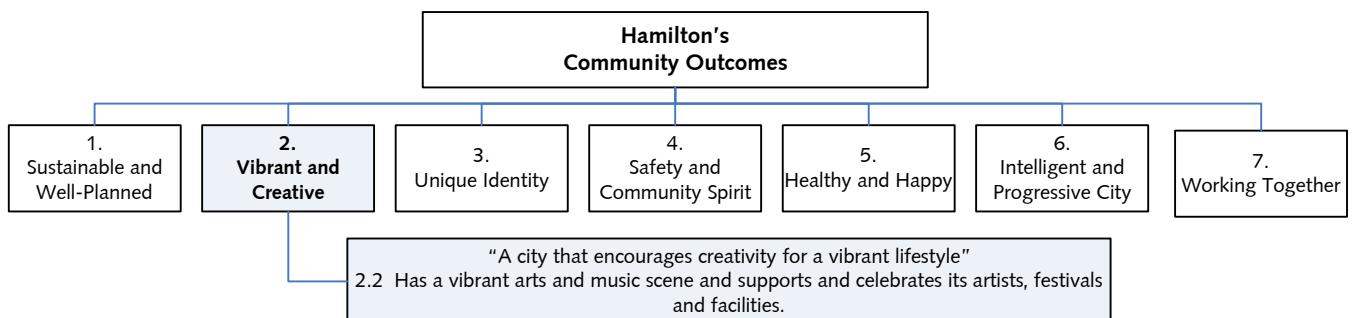 Hamilton's
Community Outcomes
1.
Sustainable and
Well-Planned
2.
Vibrant and
Creative
3.
Unique Identity
4.
Safety and
Community Spirit
5.
Healthy and Happy
6.
Intelligent and
Progressive City
7.
Working Together
“A city that encourages creativity for a vibrant lifestyle”
2.2 Has a vibrant arts and music scene and supports and celebrates its artists, festivals
and facilities.